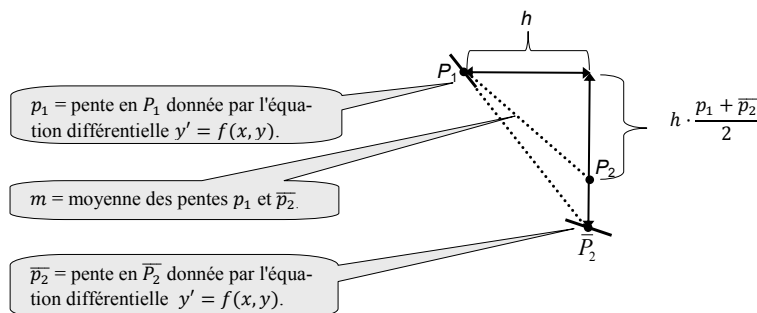 h
P₁
p₁ = pente en P₁ donnée par l'équa-
tion différentielle y′ = f(x, y).
h · (p₁ + p̅₂)/2
P₂
m = moyenne des pentes p₁ et p̅₂.
P̅₂
p̅₂ = pente en P̅₂ donnée par l'équa-
tion différentielle y′ = f(x, y).